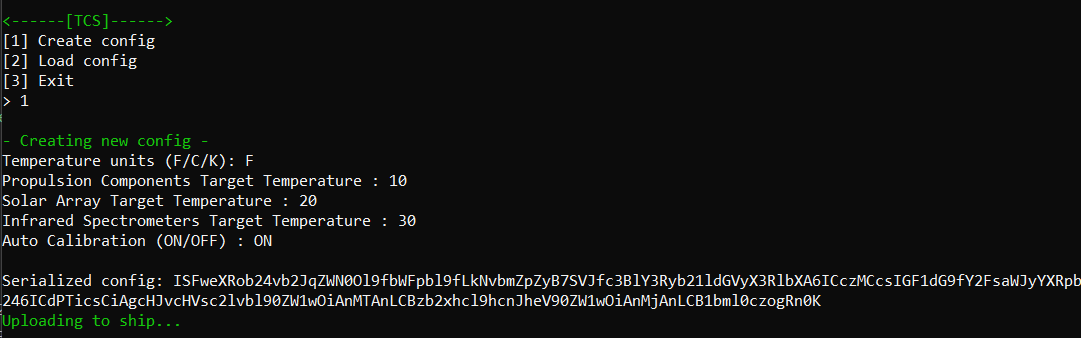 <------[TCS]------>
[1] Create config
[2] Load config
[3] Exit
> 1
- Creating new config -
Temperature units (F/C/K): F
Propulsion Components Target Temperature : 10
Solar Array Target Temperature : 20
Infrared Spectrometers Target Temperature : 30
Auto Calibration (ON/OFF) : ON
Serialized config: ISFweXRob24vb2JqZWN0Ol9fbWFpbl9fLkNvbmZpZyB7SVJfc3BlY3Ryb21ldGVyX3RlbXA6ICczMCcsIGF1dG9fY2FsaWJyYXRpb
246ICdPTicsCiAgcHJvcHVsc2lvbl90ZW1wOiAnMTAnLCBzb2xhcl9hcnJheV90ZW1wOiAnMjAnLCB1bml0czogRn0K
Uploading to ship...